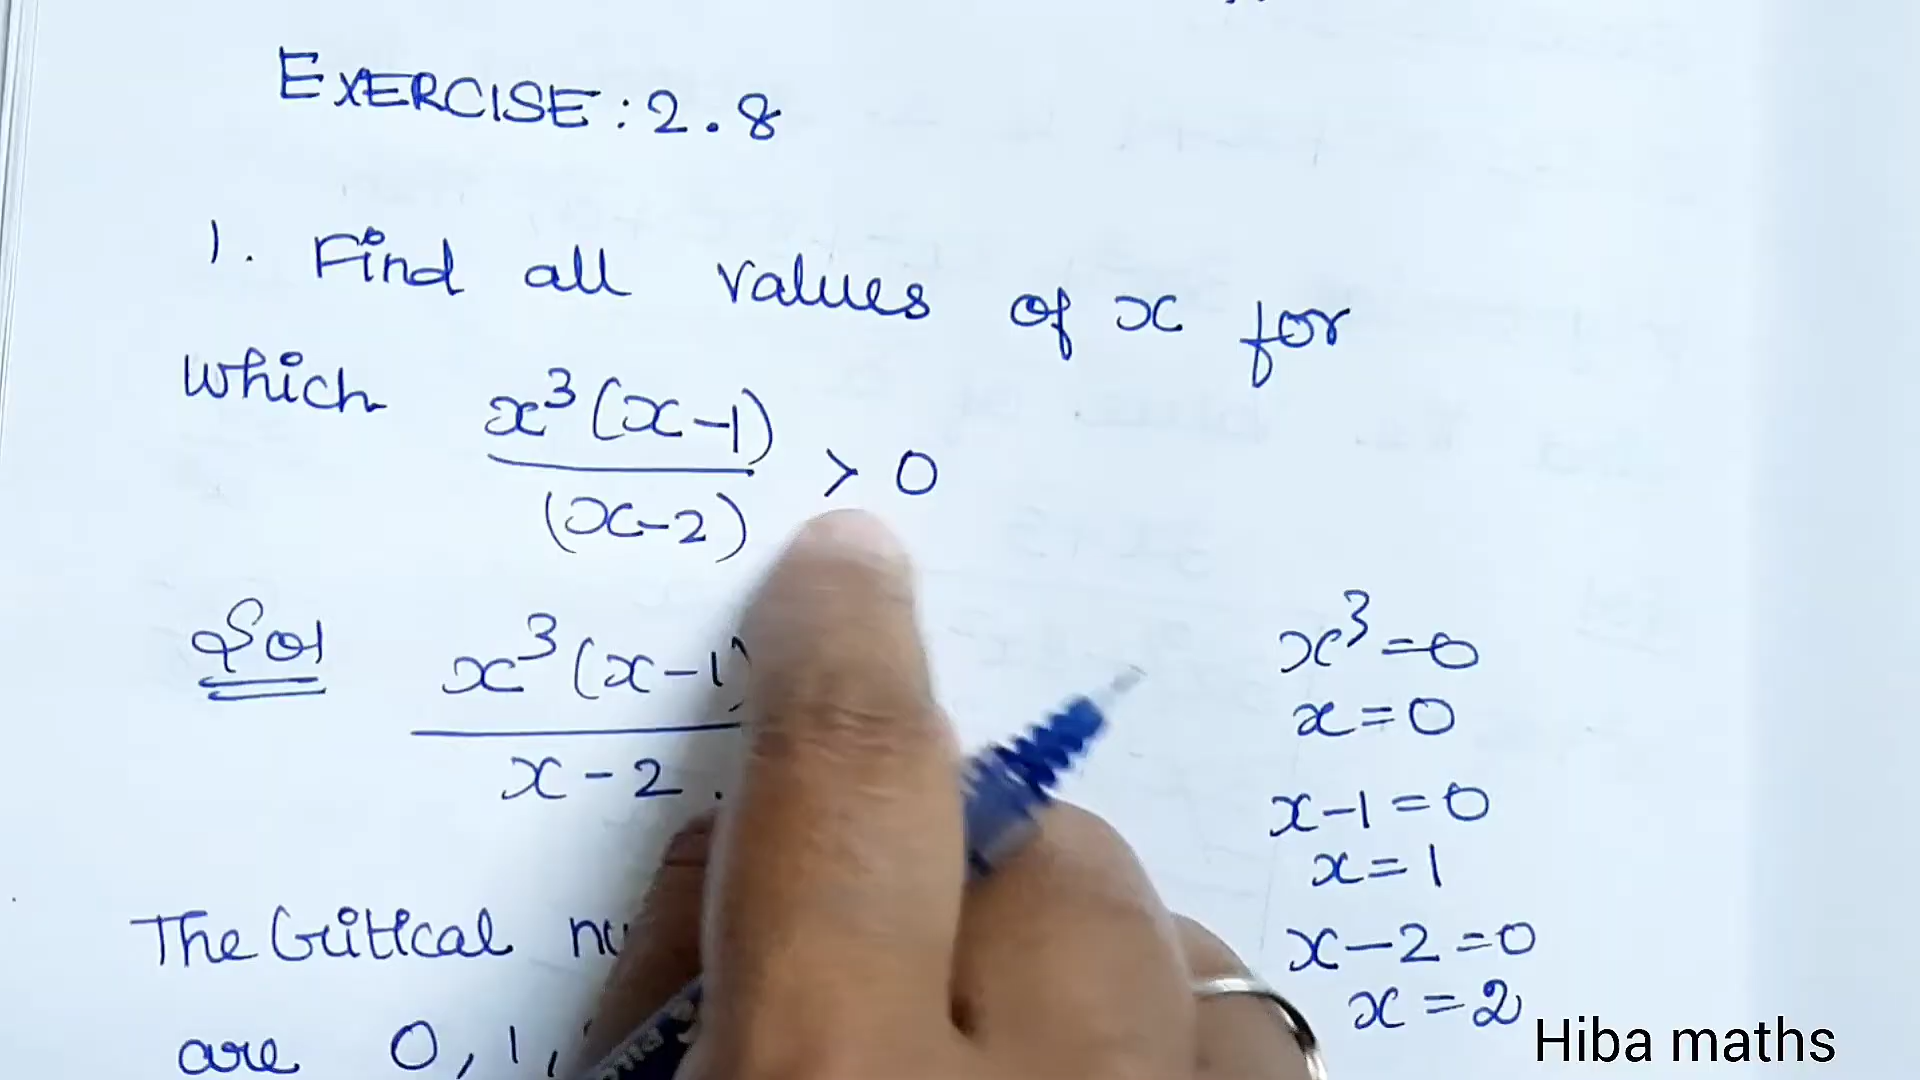 EXERCISE : 2.8
1. Find all values of x for
which x³(x-1) / (x-2) > 0
Sol x³(x-1) / x-2
x³=0
x=0
x-1=0
x=1
x-2=0
x=2
The Critical
are 0, 1,
Hiba maths